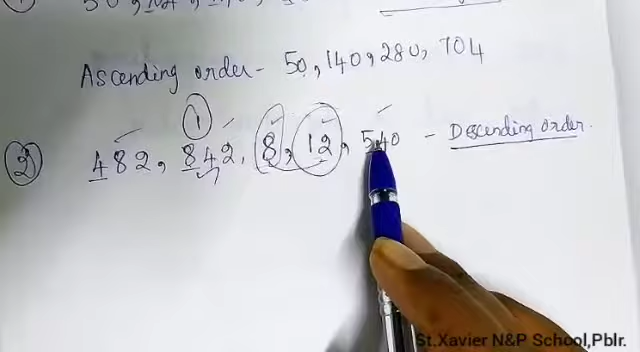 Ascending order - 50, 140, 280, 704
①
② 482, 842, 8, 12, 540 - Descending order.
St.Xavier N&P School,Pblr.